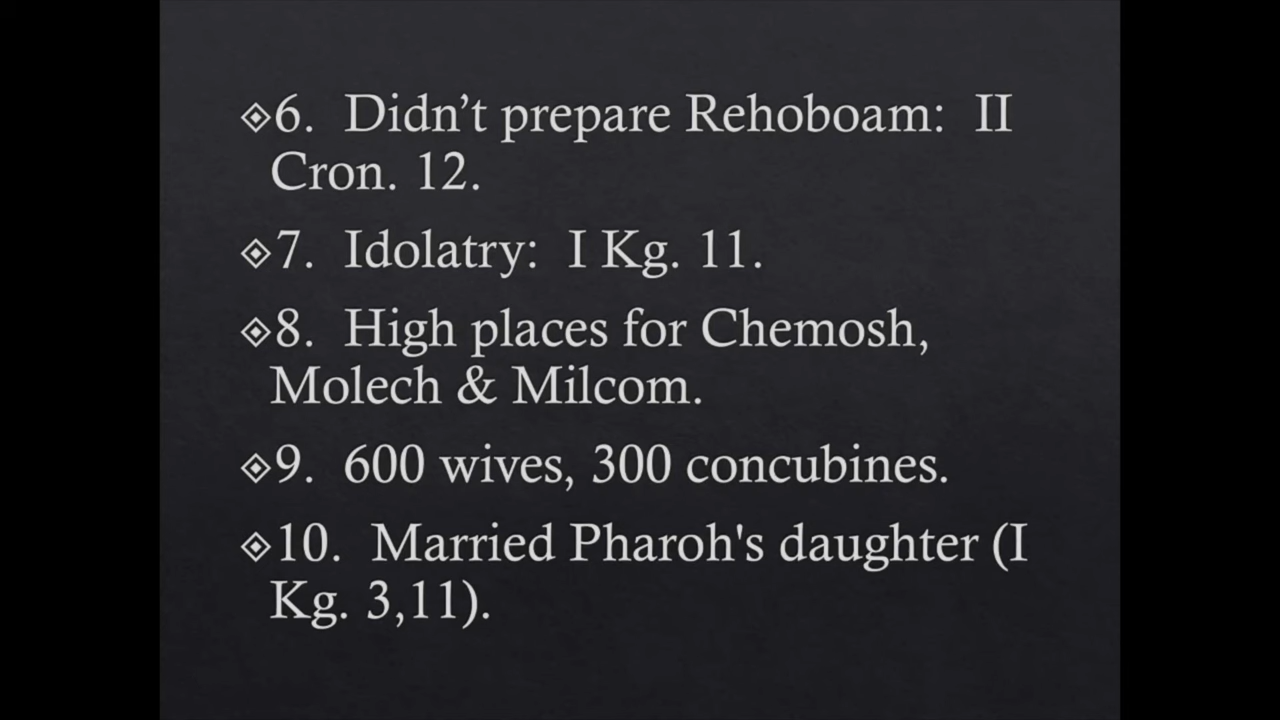 6. Didn’t prepare Rehoboam: II
Cron. 12.
7. Idolatry: I Kg. 11.
8. High places for Chemosh,
Molech & Milcom.
9. 600 wives, 300 concubines.
10. Married Pharoh's daughter (I
Kg. 3,11).